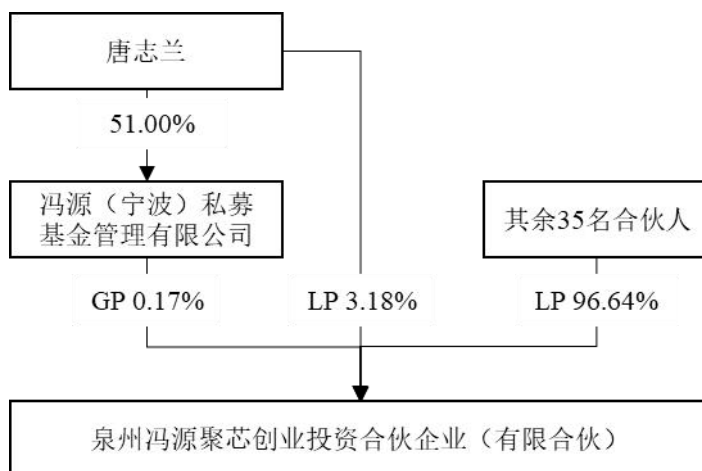 唐志兰
51.00%
冯源（宁波）私募
基金管理有限公司
其余35名合伙人
GP 0.17%
LP 3.18%
LP 96.64%
泉州冯源聚芯创业投资合伙企业（有限合伙）